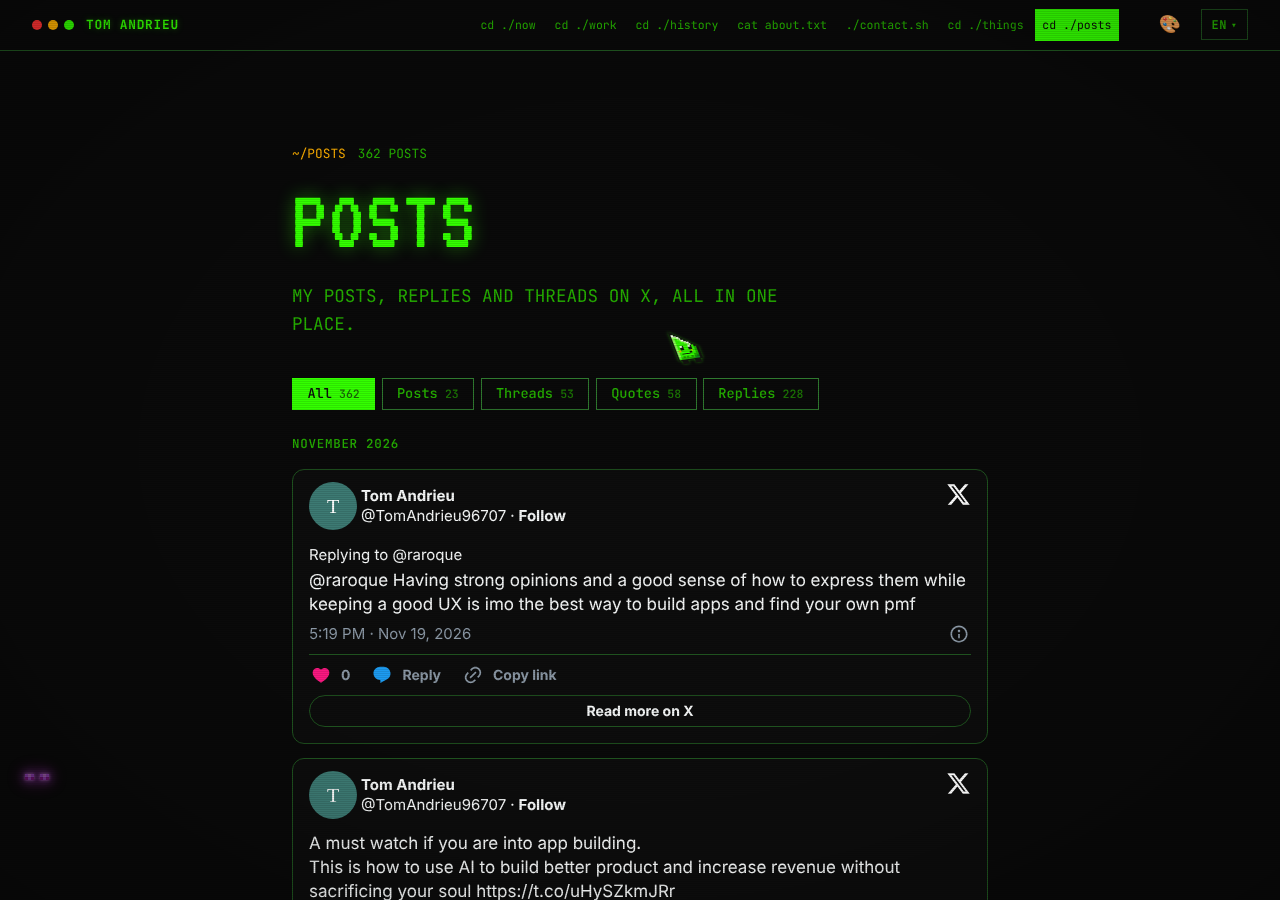 TOM ANDRIEU
cd ./now cd ./work cd ./history cat about.txt ./contact.sh cd ./things cd ./posts EN ▾
~/POSTS 362 POSTS
POSTS
MY POSTS, REPLIES AND THREADS ON X, ALL IN ONE
PLACE.
All 362 Posts 23 Threads 53 Quotes 58 Replies 228
NOVEMBER 2026
T
Tom Andrieu
@TomAndrieu96707 · Follow
Replying to @raroque
@raroque Having strong opinions and a good sense of how to express them while
keeping a good UX is imo the best way to build apps and find your own pmf
5:19 PM · Nov 19, 2026
0 Reply Copy link
Read more on X
T
Tom Andrieu
@TomAndrieu96707 · Follow
A must watch if you are into app building.
This is how to use AI to build better product and increase revenue without
sacrificing your soul https://t.co/uHySZkmJRr